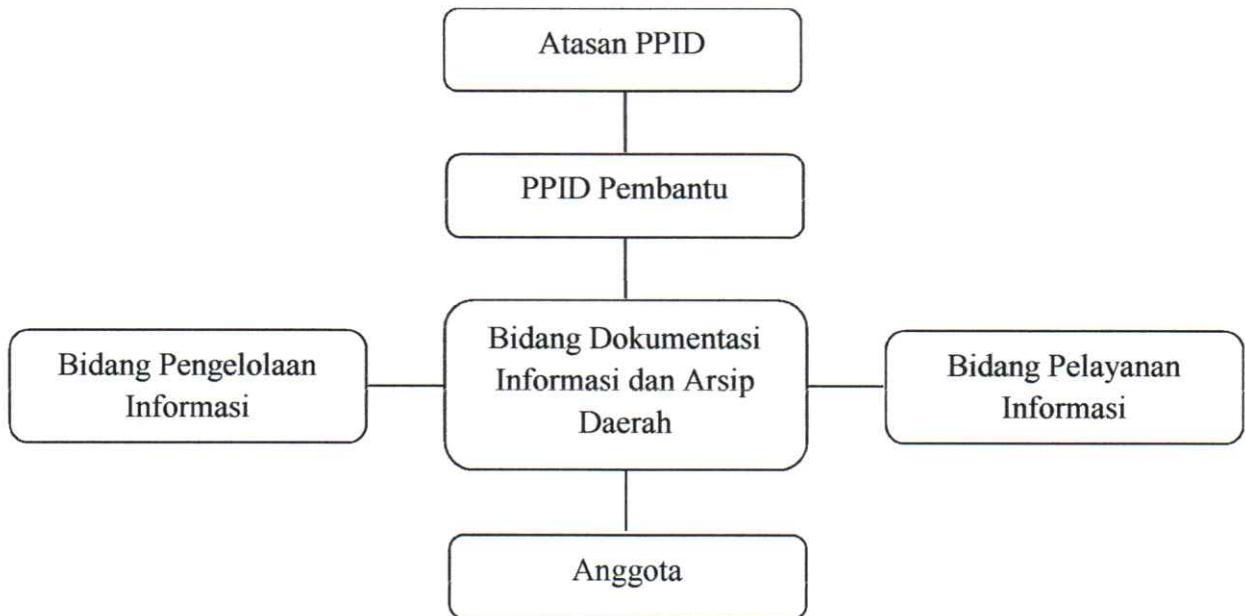 Atasan PPID
PPID Pembantu
Bidang Pengelolaan
Informasi
Bidang Dokumentasi
Informasi dan Arsip
Daerah
Bidang Pelayanan
Informasi
Anggota